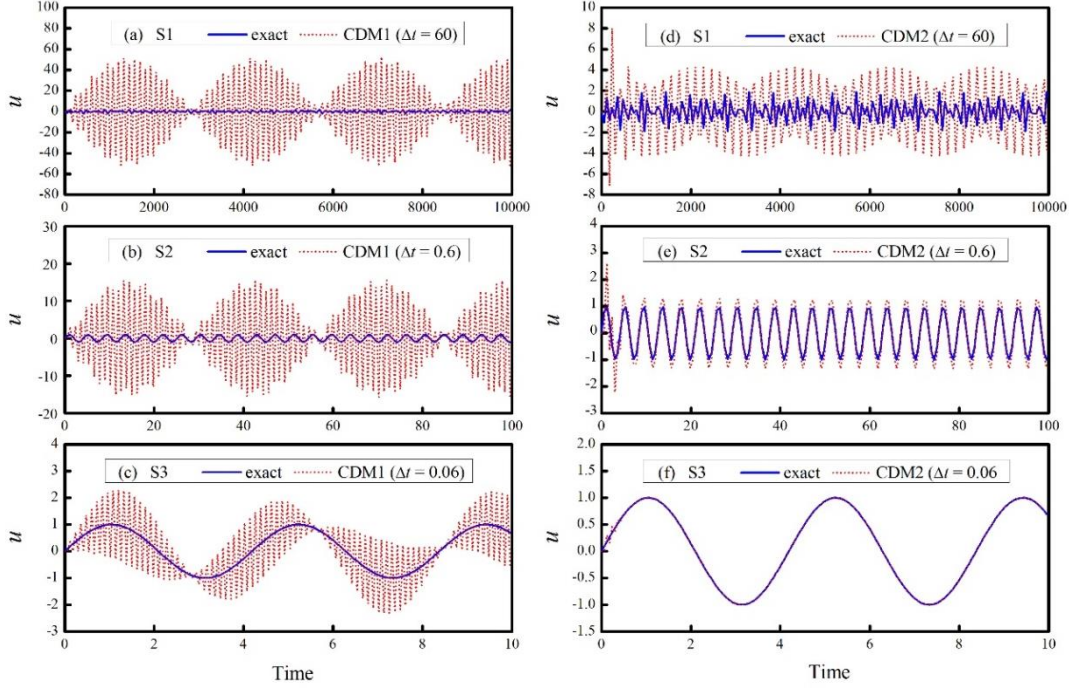 100
80
60
40
20
0
-20
-40
-60
-80
u
(a) S1 exact CDM1 (Δt = 60)
0 2000 4000 6000 8000 10000
10
8
6
4
2
0
-2
-4
-6
-8
u
(d) S1 exact CDM2 (Δt = 60)
0 2000 4000 6000 8000 10000
30
20
10
0
-10
-20
u
(b) S2 exact CDM1 (Δt = 0.6)
0 20 40 60 80 100
4
3
2
1
0
-1
-2
-3
u
(e) S2 exact CDM2 (Δt = 0.6)
0 20 40 60 80 100
4
3
2
1
0
-1
-2
-3
u
(c) S3 exact CDM1 (Δt = 0.06)
0 2 4 6 8 10
Time
2.0
1.5
1.0
0.5
0.0
-0.5
-1.0
-1.5
u
(f) S3 exact CDM2 (Δt = 0.06
0 2 4 6 8 10
Time